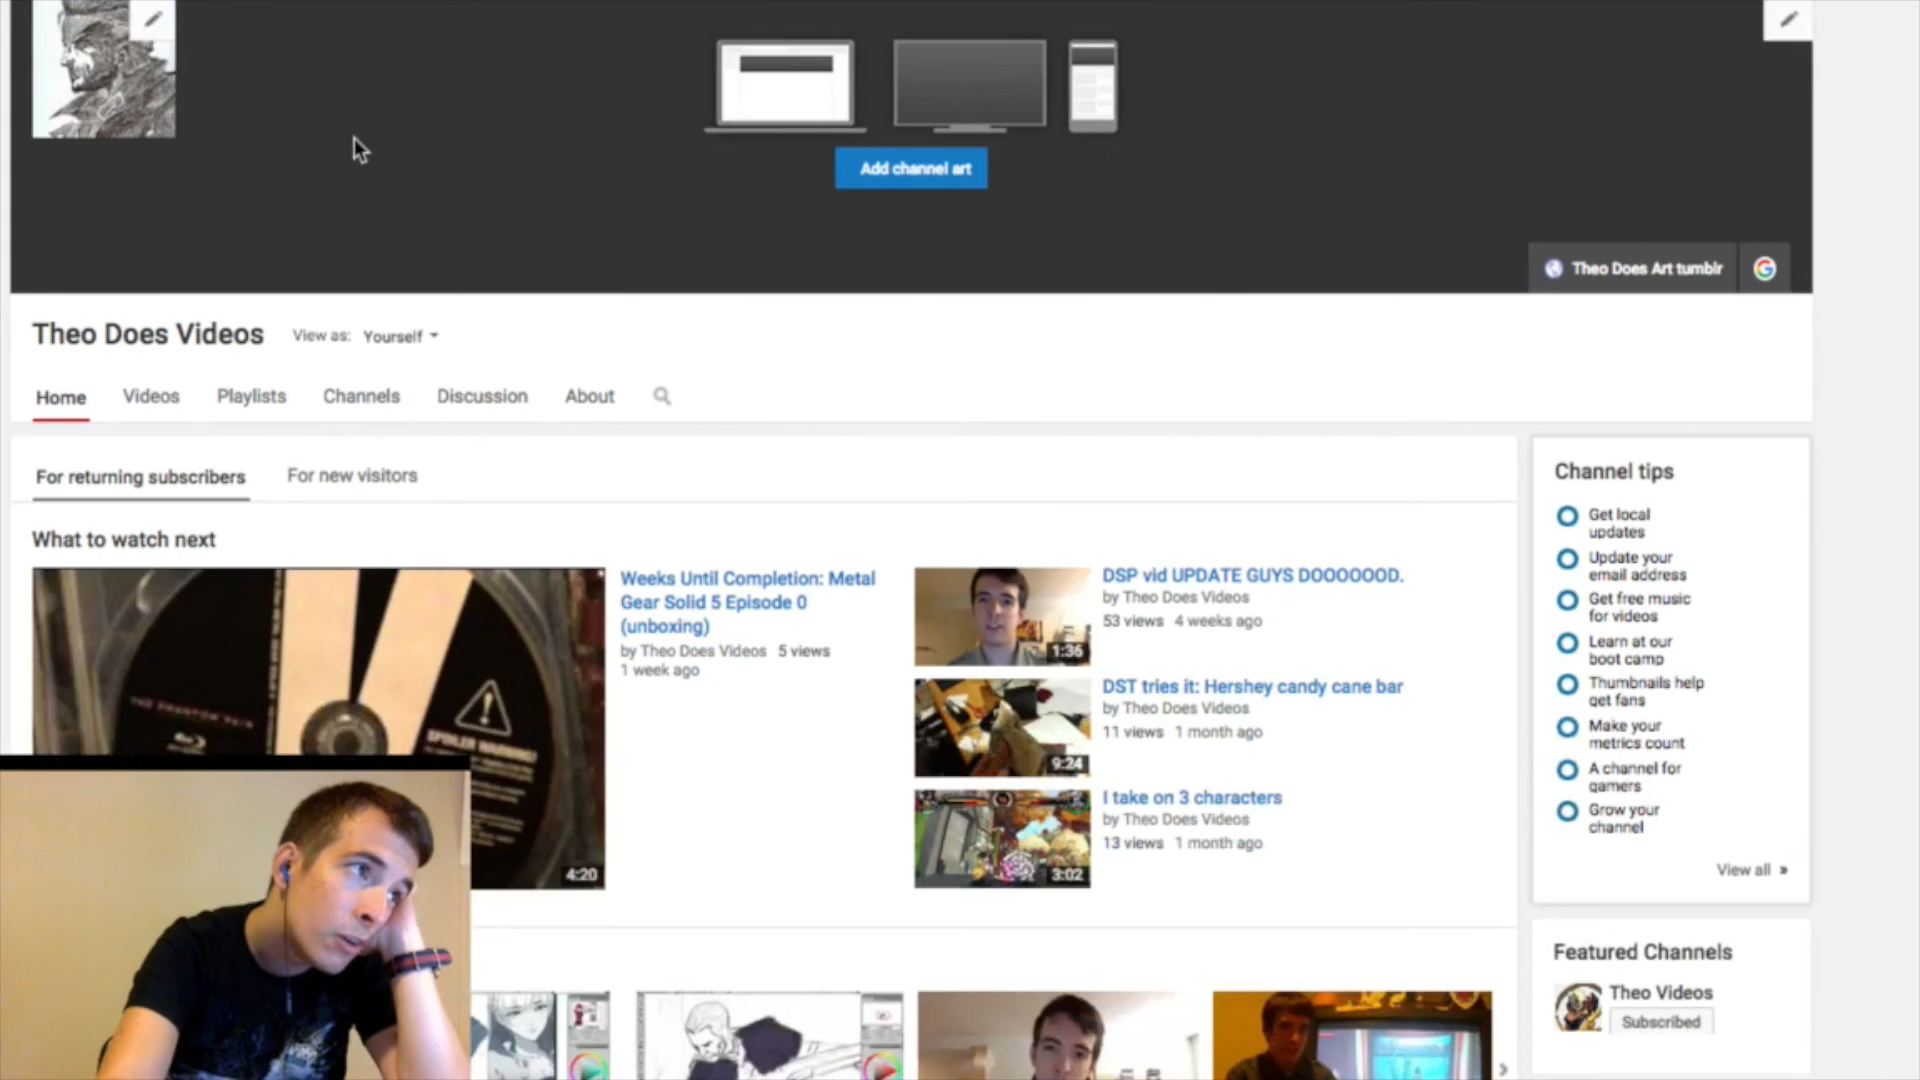 Add channel art
Theo Does Art tumblr
Theo Does Videos
View as: Yourself
Home Videos Playlists Channels Discussion About
For returning subscribers For new visitors
What to watch next
Weeks Until Completion: Metal
Gear Solid 5 Episode 0
(unboxing)
by Theo Does Videos 5 views
1 week ago
THE PHANTOM PAIN
SPOILER WARNING!
4:20
DSP vid UPDATE GUYS DOOOOOOD.
by Theo Does Videos
53 views 4 weeks ago
1:36
DST tries it: Hershey candy cane bar
by Theo Does Videos
11 views 1 month ago
9:24
I take on 3 characters
by Theo Does Videos
13 views 1 month ago
3:02
Channel tips
Get local
updates
Update your
email address
Get free music
for videos
Learn at our
boot camp
Thumbnails help
get fans
Make your
metrics count
A channel for
gamers
Grow your
channel
View all »
Featured Channels
Theo Videos
Subscribed